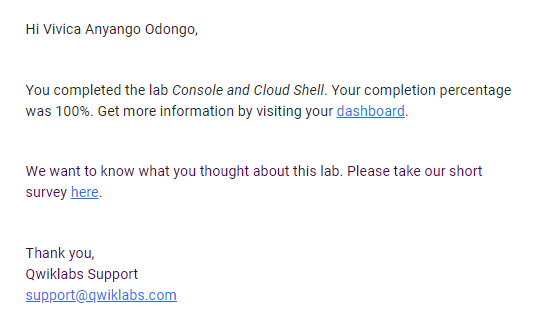 Hi Vivica Anyango Odongo,
You completed the lab Console and Cloud Shell. Your completion percentage
was 100%. Get more information by visiting your dashboard.
We want to know what you thought about this lab. Please take our short
survey here.
Thank you,
Qwiklabs Support
support@qwiklabs.com